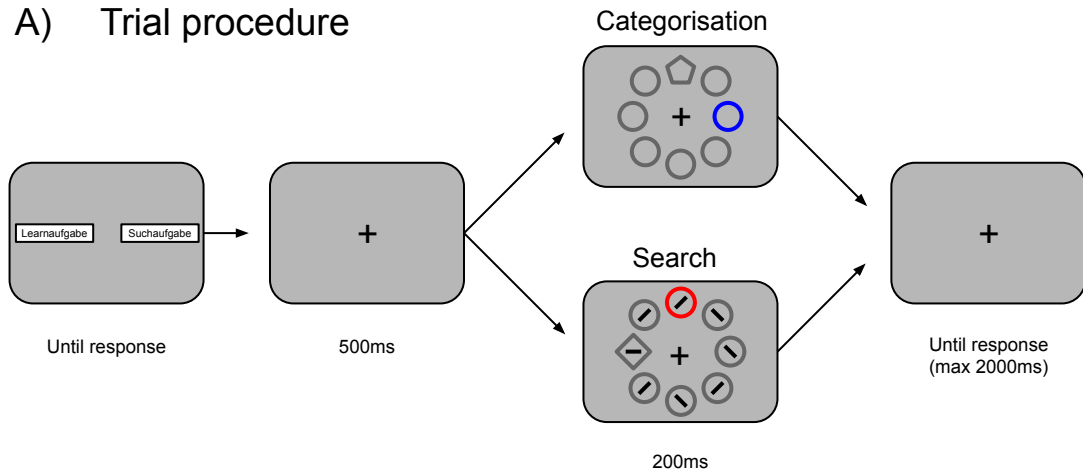 A) Trial procedure
Categorisation
Learnaufgabe
Suchaufgabe
Search
Until response
500ms
Until response
(max 2000ms)
200ms